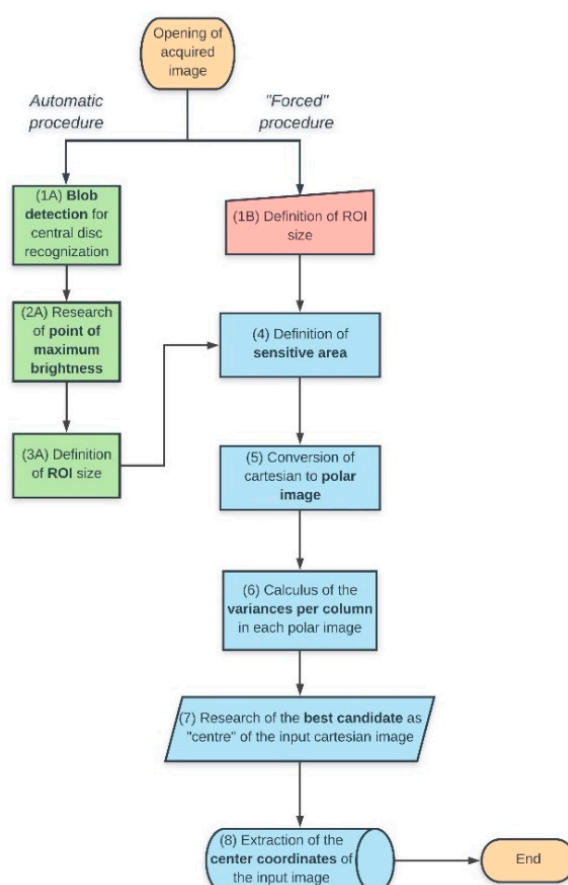 Opening of
acquired
image
Automatic
procedure
"Forced"
procedure
(1A) Blob
detection for
central disc
recognization
(1B) Definition of ROI
size
(2A) Research
of point of
maximum
brightness
(4) Definition of
sensitive area
(3A) Definition
of ROI size
(5) Conversion of
cartesian to polar
image
(6) Calculus of the
variances per column
in each polar image
(7) Research of the best candidate as
"centre" of the input cartesian image
(8) Extraction of the
center coordinates of
the input image
End